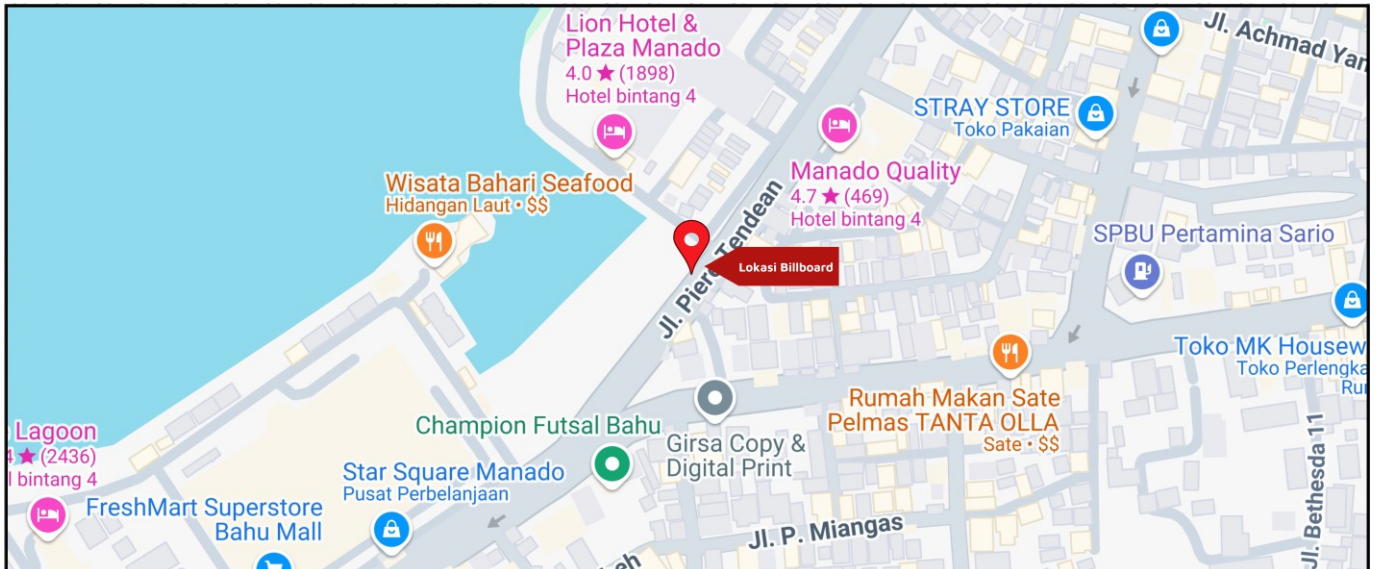 Lion Hotel &
Plaza Manado
4.0 ★ (1898)
Hotel bintang 4
Jl. Achmad Yan
STRAY STORE
Toko Pakaian
Wisata Bahari Seafood
Hidangan Laut • $$
Manado Quality
4.7 ★ (469)
Hotel bintang 4
Jl. Piere Tendean
Lokasi Billboard
SPBU Pertamina Sario
Toko MK Housew
Toko Perlengka
Ru
Rumah Makan Sate
Pelmas TANTA OLLA
Sate • $$
Champion Futsal Bahu
Girsa Copy &
Digital Print
Lagoon
★ (2436)
l bintang 4
Star Square Manado
Pusat Perbelanjaan
FreshMart Superstore
Bahu Mall
Jl. P. Miangas
Jl. Bethesda 11
eh